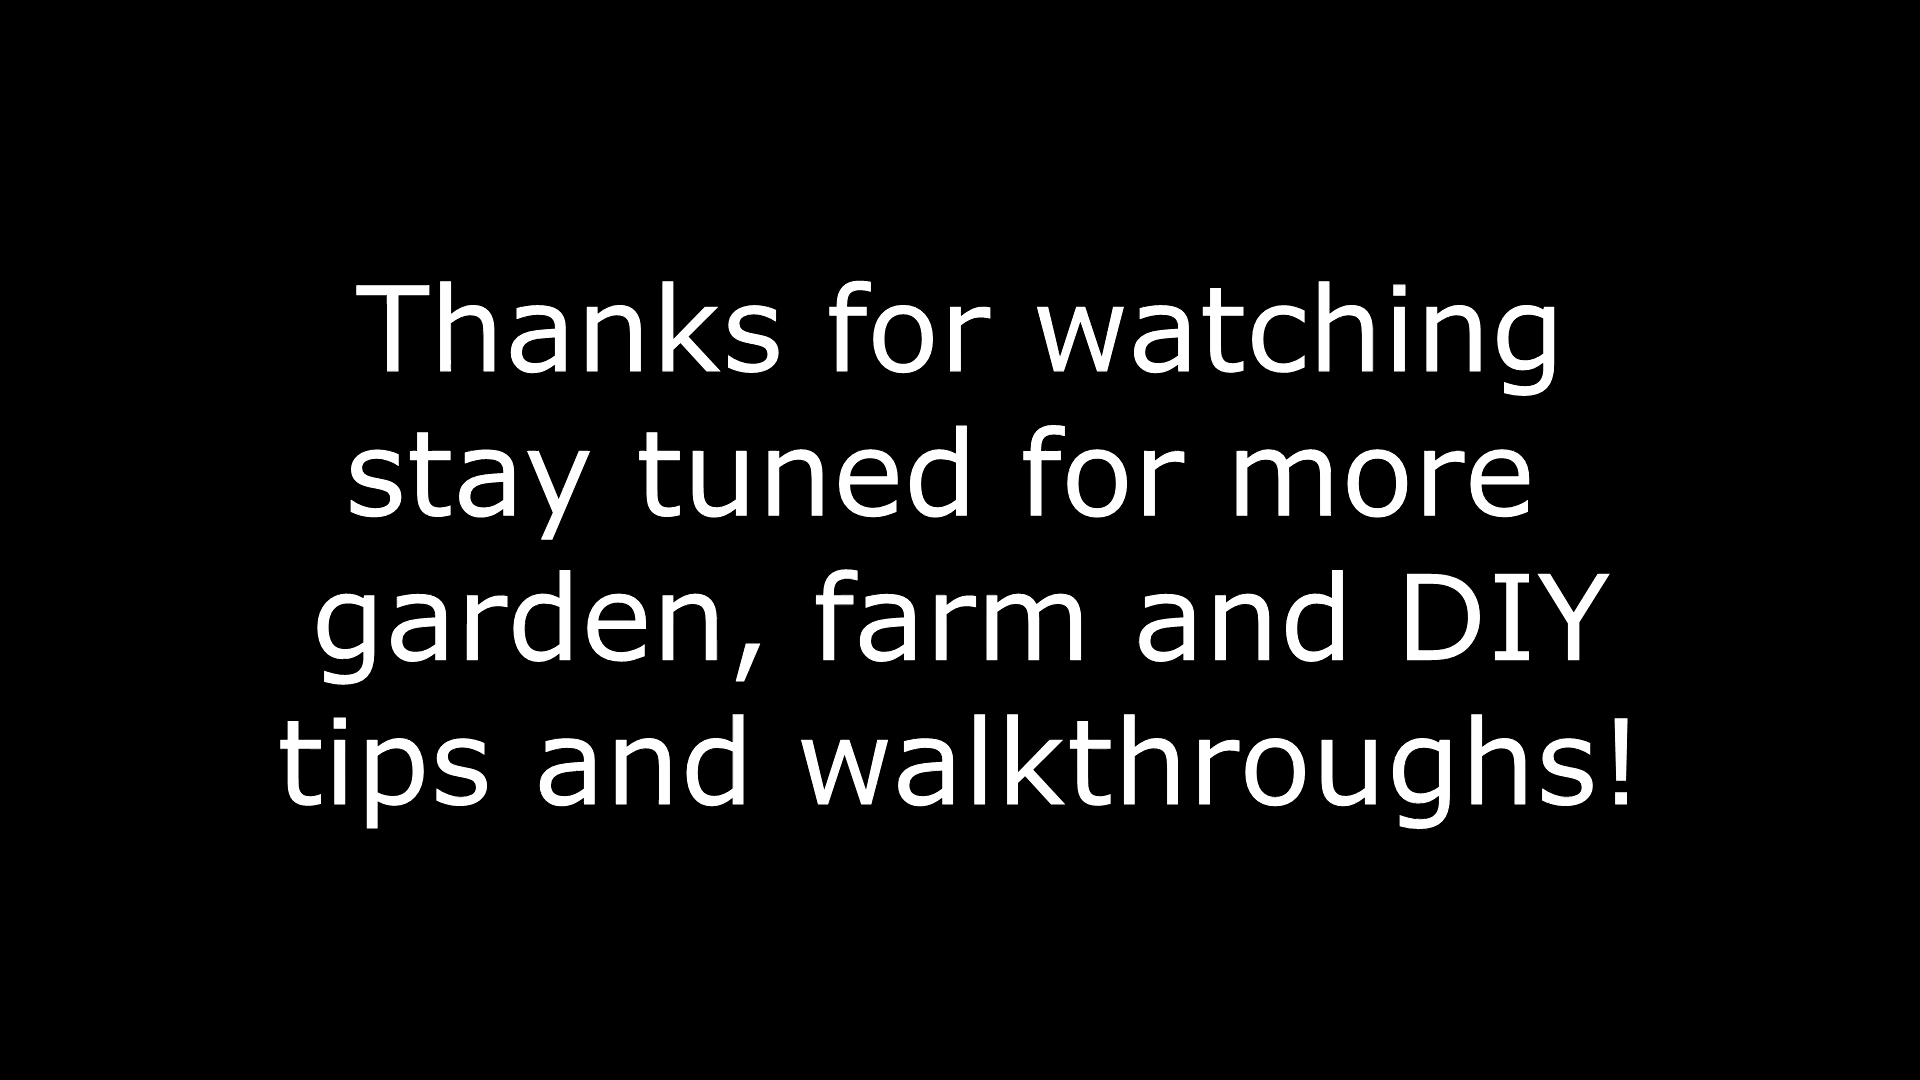 Thanks for watching
stay tuned for more
garden, farm and DIY
tips and walkthroughs!